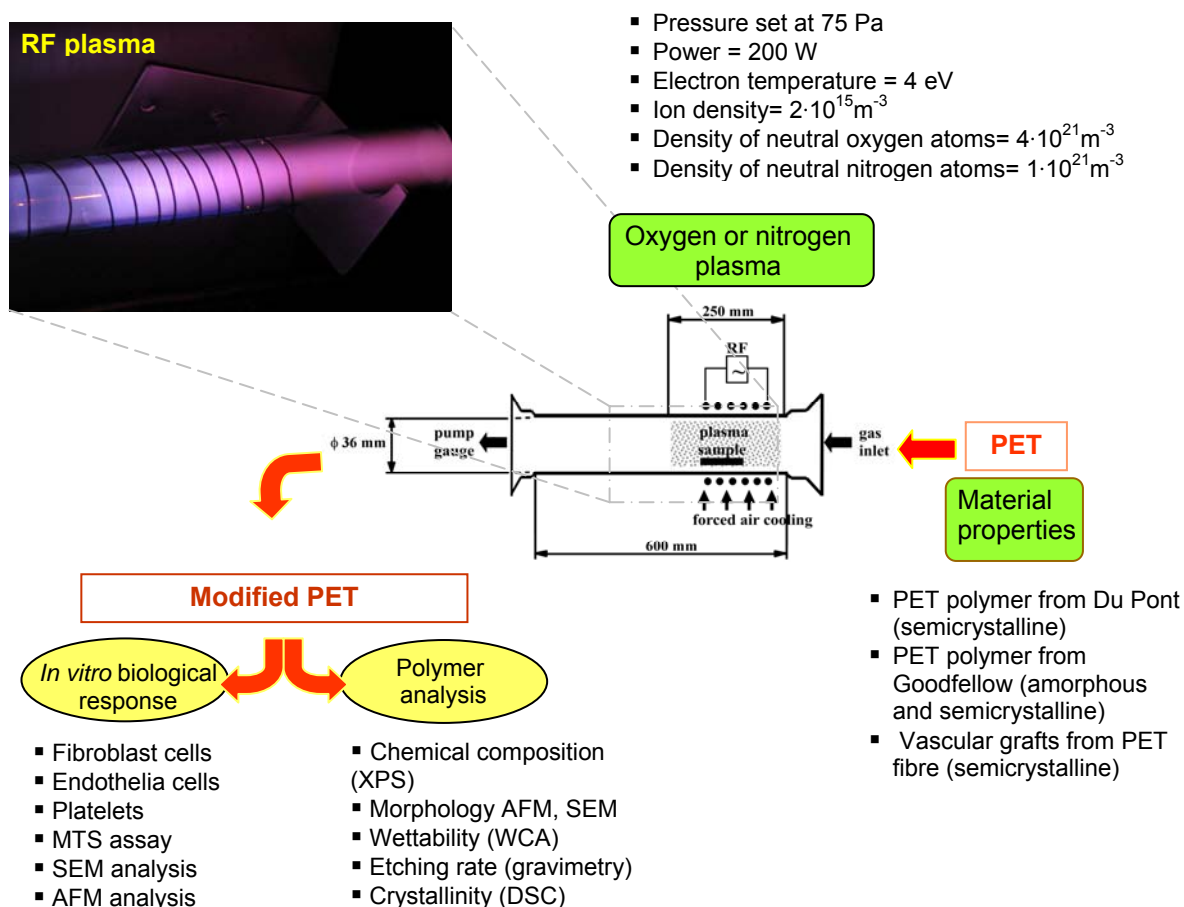 RF plasma
▪ Pressure set at 75 Pa
▪ Power = 200 W
▪ Electron temperature = 4 eV
▪ Ion density= 2·10^15 m^-3
▪ Density of neutral oxygen atoms= 4·10^21 m^-3
▪ Density of neutral nitrogen atoms= 1·10^21 m^-3
Oxygen or nitrogen
plasma
250 mm
RF
~
ϕ 36 mm
pump
gauge
plasma
sample
gas
inlet
forced air cooling
600 mm
PET
Material
properties
▪ PET polymer from Du Pont
(semicrystalline)
▪ PET polymer from
Goodfellow (amorphous
and semicrystalline)
▪ Vascular grafts from PET
fibre (semicrystalline)
Modified PET
In vitro biological
response
▪ Fibroblast cells
▪ Endothelia cells
▪ Platelets
▪ MTS assay
▪ SEM analysis
▪ AFM analysis
Polymer
analysis
▪ Chemical composition
(XPS)
▪ Morphology AFM, SEM
▪ Wettability (WCA)
▪ Etching rate (gravimetry)
▪ Crystallinity (DSC)